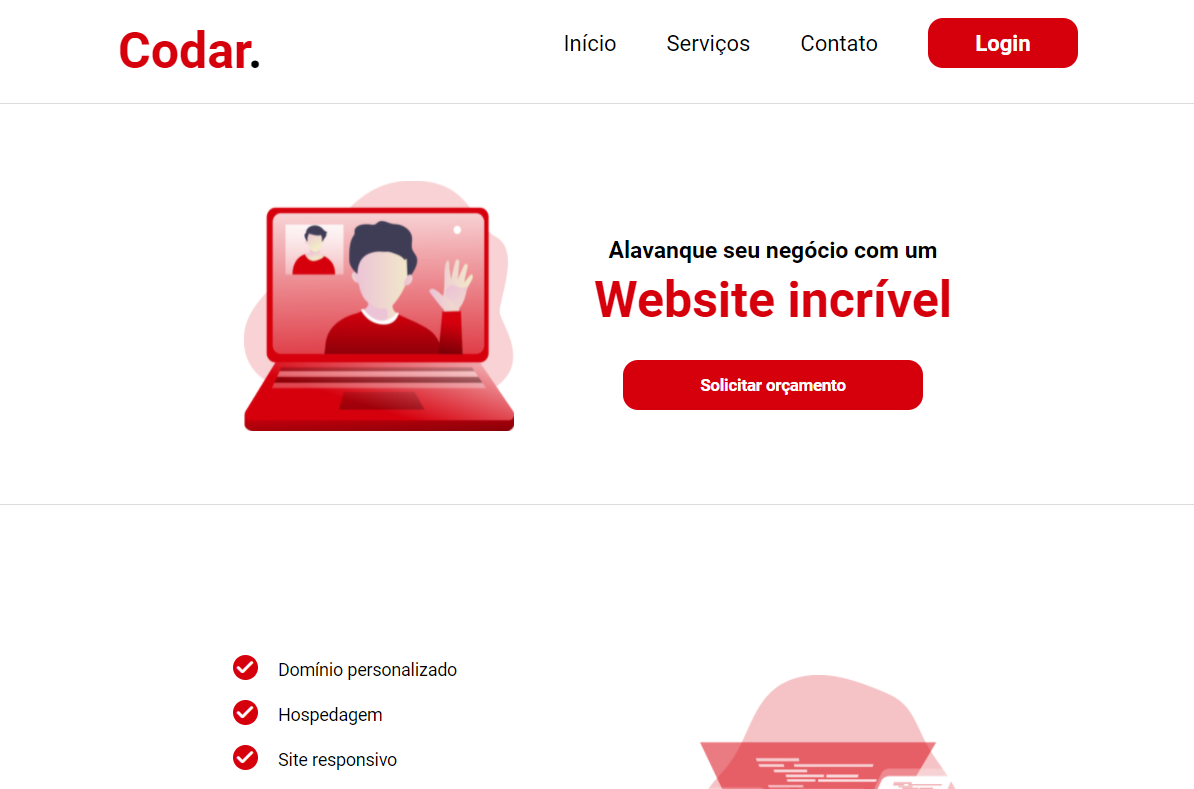 Codar.
Início Serviços Contato Login
Alavanque seu negócio com um
Website incrível
Solicitar orçamento
Domínio personalizado
Hospedagem
Site responsivo